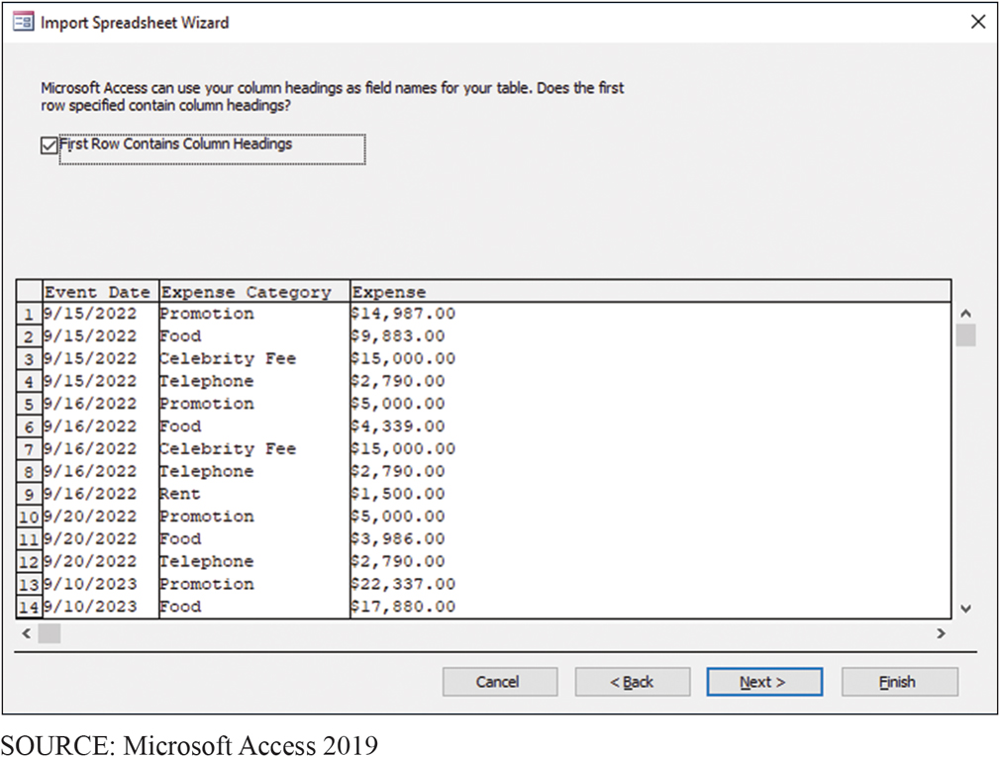 Import Spreadsheet Wizard
Microsoft Access can use your column headings as field names for your table. Does the first
row specified contain column headings?
First Row Contains Column Headings
Event Date Expense Category Expense
1 9/15/2022 Promotion $14,987.00
2 9/15/2022 Food $9,883.00
3 9/15/2022 Celebrity Fee $15,000.00
4 9/15/2022 Telephone $2,790.00
5 9/16/2022 Promotion $5,000.00
6 9/16/2022 Food $4,339.00
7 9/16/2022 Celebrity Fee $15,000.00
8 9/16/2022 Telephone $2,790.00
9 9/16/2022 Rent $1,500.00
10 9/20/2022 Promotion $5,000.00
11 9/20/2022 Food $3,986.00
12 9/20/2022 Telephone $2,790.00
13 9/10/2023 Promotion $22,337.00
14 9/10/2023 Food $17,880.00
Cancel < Back Next > Finish
SOURCE: Microsoft Access 2019